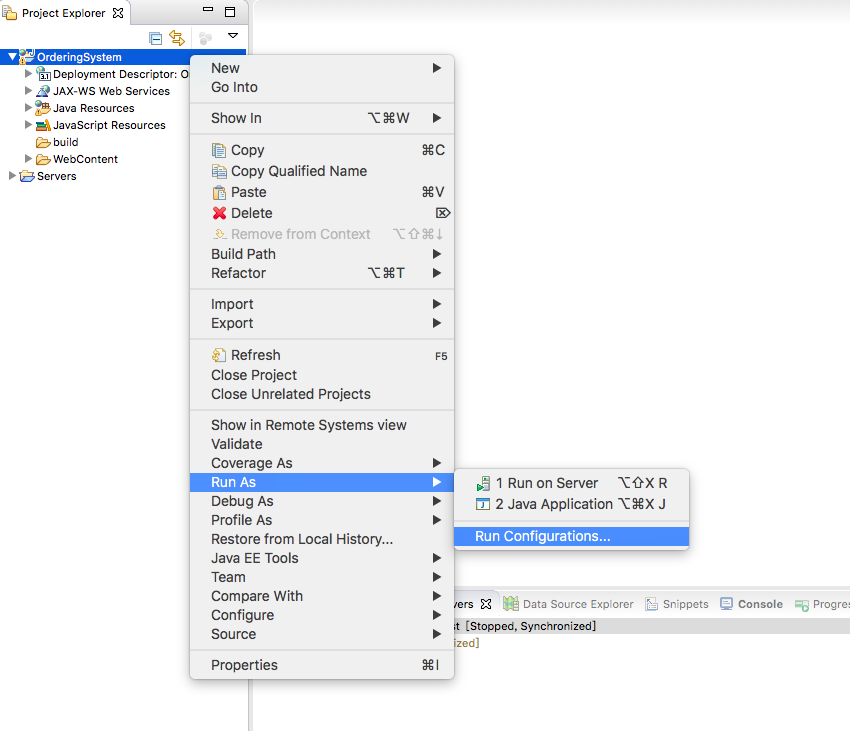 Project Explorer
OrderingSystem
Deployment Descriptor: O
3.1
JAX-WS Web Services
Java Resources
JavaScript Resources
build
WebContent
Servers
New
Go Into
Show In ⌥⌘W
Copy ⌘C
Copy Qualified Name
Paste ⌘V
Delete ⌦
Remove from Context ⌥⇧⌘↓
Build Path
Refactor ⌥⌘T
Import
Export
Refresh F5
Close Project
Close Unrelated Projects
Show in Remote Systems view
Validate
Coverage As
Run As
Debug As
Profile As
Restore from Local History...
Java EE Tools
Team
Compare With
Configure
Source
Properties ⌘I
1 Run on Server ⌥⇧X R
2 Java Application ⌥⌘X J
Run Configurations...
vers Data Source Explorer Snippets Console Progres
st [Stopped, Synchronized]
ized]